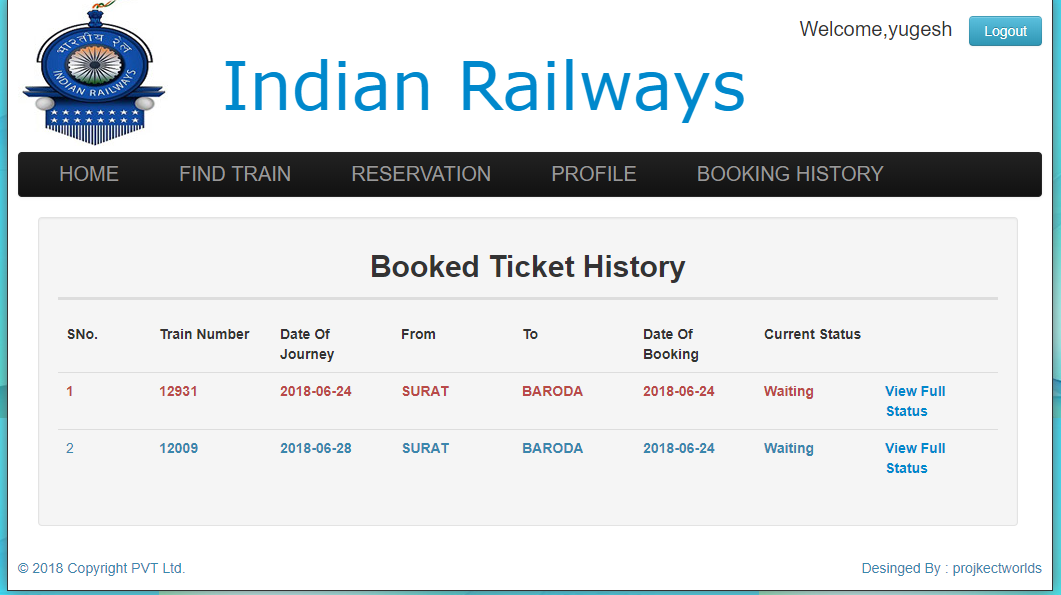 भारतीय रेल
INDIAN RAILWAYS
Welcome,yugesh Logout
Indian Railways
HOME FIND TRAIN RESERVATION PROFILE BOOKING HISTORY
Booked Ticket History
SNo. Train Number Date Of Journey From To Date Of Booking Current Status
1 12931 2018-06-24 SURAT BARODA 2018-06-24 Waiting View Full Status
2 12009 2018-06-28 SURAT BARODA 2018-06-24 Waiting View Full Status
© 2018 Copyright PVT Ltd. Desinged By : projkectworlds